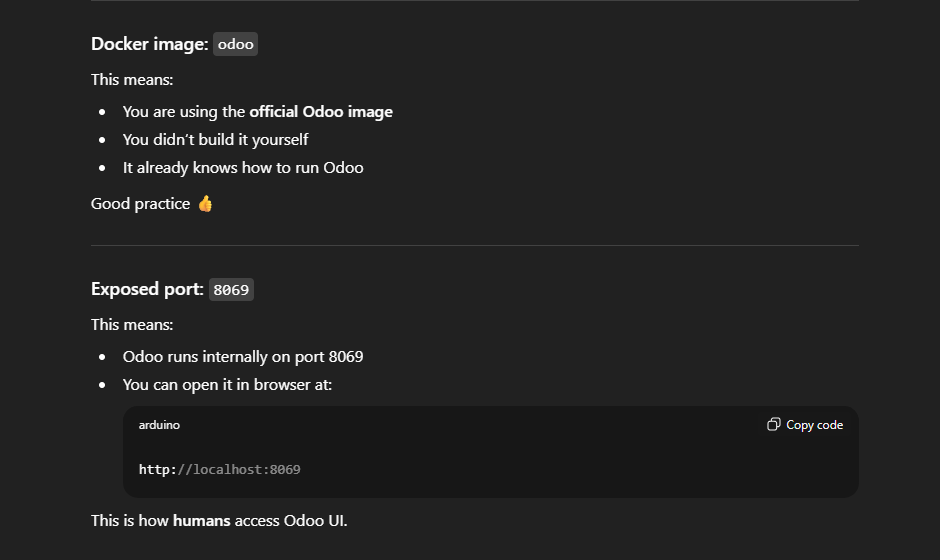 Docker image: odoo
This means:
• You are using the official Odoo image
• You didn't build it yourself
• It already knows how to run Odoo
Good practice 👍
Exposed port: 8069
This means:
• Odoo runs internally on port 8069
• You can open it in browser at:
arduino Copy code
http://localhost:8069
This is how humans access Odoo UI.